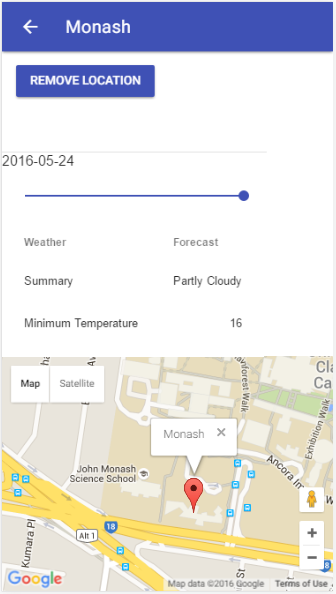 Monash
REMOVE LOCATION
2016-05-24
Weather Forecast
Summary Partly Cloudy
Minimum Temperature 16
Map Satellite
Rainforest Walk
Exhibition Walk
Cla
Ca
Monash ×
John Monash
Science School
Ancora Im
18
Alt 1
18
Kumara Pl
Google
Map data ©2016 Google Terms of Use
+
−